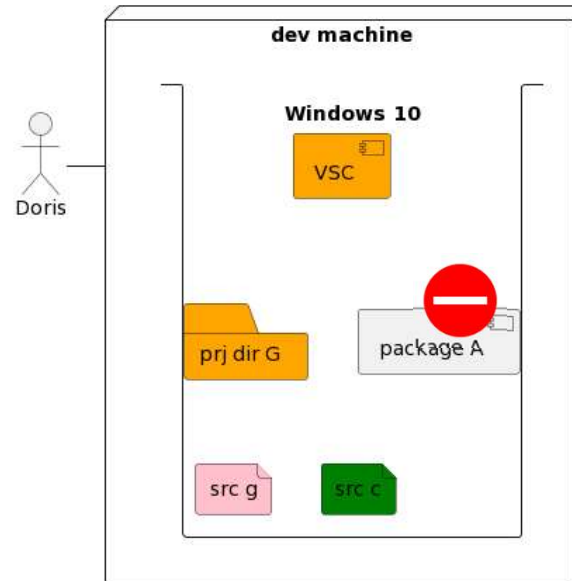 dev machine
Windows 10
VSC
Doris
prj dir G
package A
src g
src c